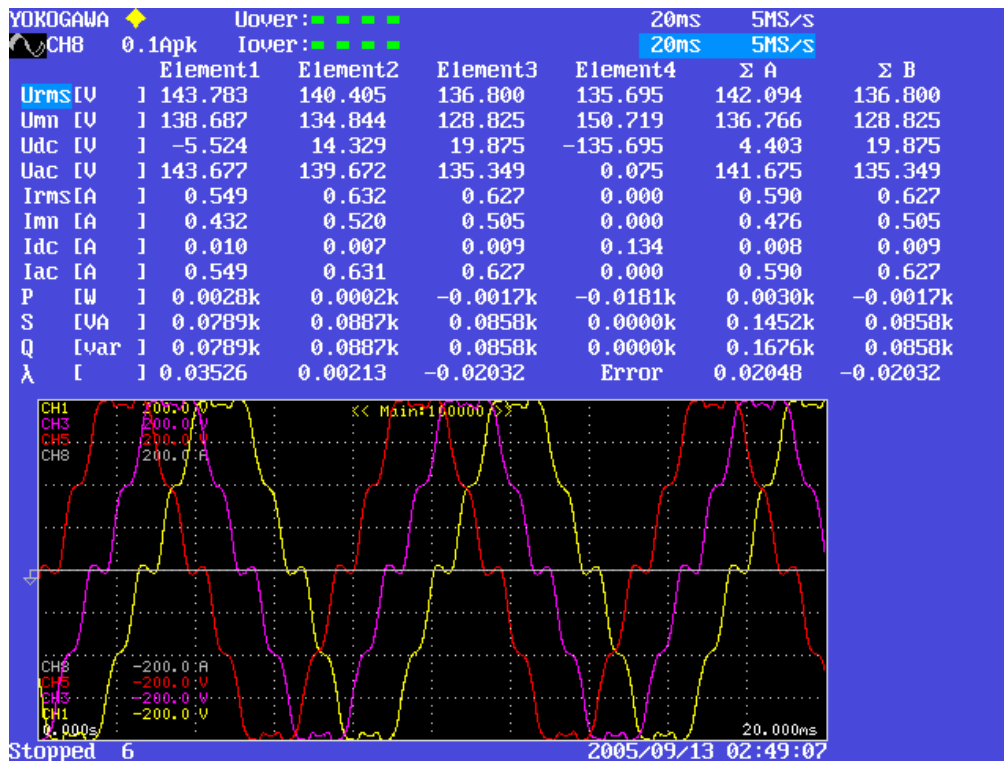 YOKOGAWA Uover: 20ms 5MS/s
CH8 0.1Apk Iover: 20ms 5MS/s
Element1 Element2 Element3 Element4 Σ A Σ B
Urms[V ] 143.783 140.405 136.800 135.695 142.094 136.800
Umn [V ] 138.687 134.844 128.825 150.719 136.766 128.825
Udc [V ] -5.524 14.329 19.875 -135.695 4.403 19.875
Uac [V ] 143.677 139.672 135.349 0.075 141.675 135.349
Irms[A ] 0.549 0.632 0.627 0.000 0.590 0.627
Imn [A ] 0.432 0.520 0.505 0.000 0.476 0.505
Idc [A ] 0.010 0.007 0.009 0.134 0.008 0.009
Iac [A ] 0.549 0.631 0.627 0.000 0.590 0.627
P [W ] 0.0028k 0.0002k -0.0017k -0.0181k 0.0030k -0.0017k
S [VA ] 0.0789k 0.0887k 0.0858k 0.0000k 0.1452k 0.0858k
Q [var ] 0.0789k 0.0887k 0.0858k 0.0000k 0.1676k 0.0858k
λ [ ] 0.03526 0.00213 -0.02032 Error 0.02048 -0.02032
CH1 200.0 V << Main:100000 >>
CH3 200.0 V
CH5 200.0 V
CH8 200.0 A
CH8 -200.0 A
CH5 -200.0 V
CH3 -200.0 V
CH1 -200.0 V
0.000s 20.000ms
Stopped 6 2005/09/13 02:49:07